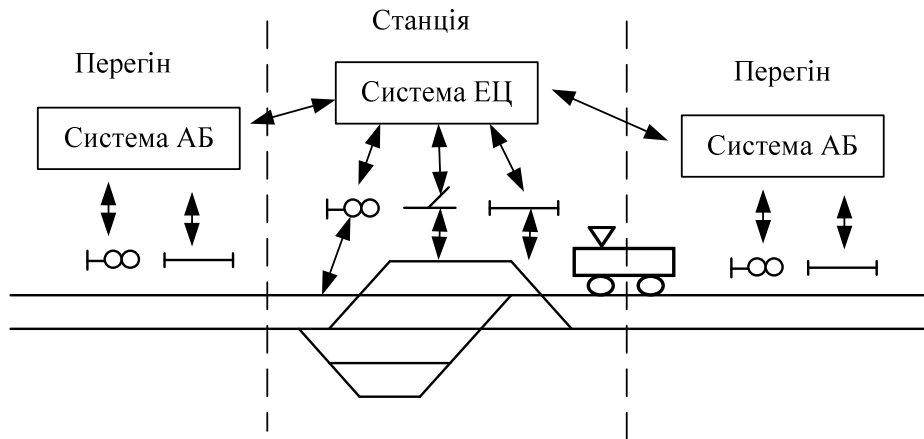 Станція
Перегін
Перегін
Система ЕЦ
Система АБ
Система АБ